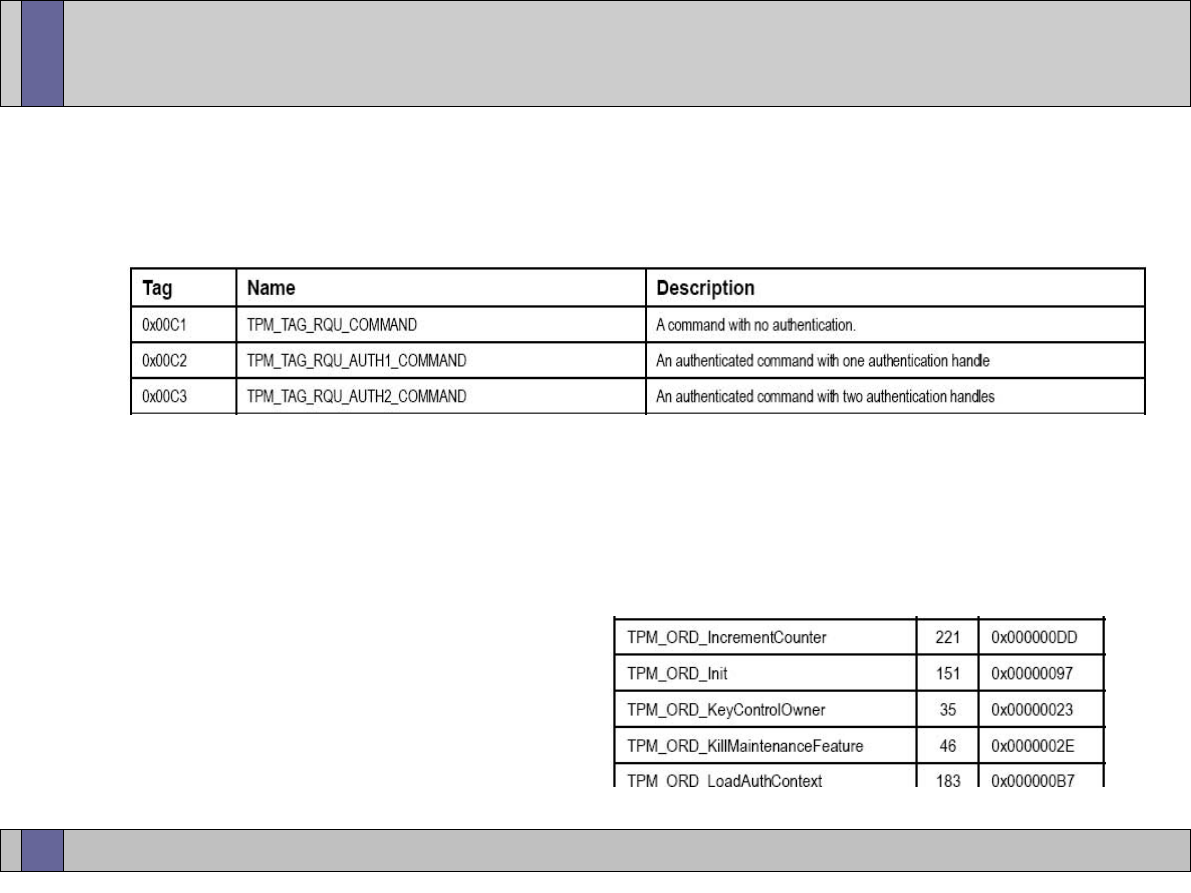 Tag Name Description
0x00C1 TPM_TAG_RQU_COMMAND A command with no authentication.
0x00C2 TPM_TAG_RQU_AUTH1_COMMAND An authenticated command with one authentication handle
0x00C3 TPM_TAG_RQU_AUTH2_COMMAND An authenticated command with two authentication handles
TPM_ORD_IncrementCounter 221 0x000000DD
TPM_ORD_Init 151 0x00000097
TPM_ORD_KeyControlOwner 35 0x00000023
TPM_ORD_KillMaintenanceFeature 46 0x0000002E
TPM_ORD_LoadAuthContext 183 0x000000B7